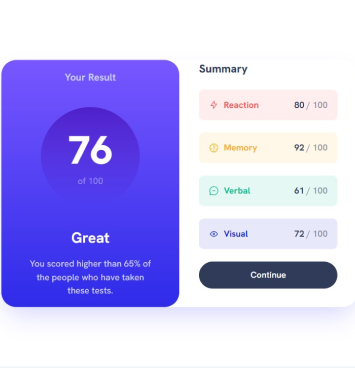 Your Result
76
of 100
Great
You scored higher than 65% of
the people who have taken
these tests.
Summary
Reaction 80 / 100
Memory 92 / 100
Verbal 61 / 100
Visual 72 / 100
Continue